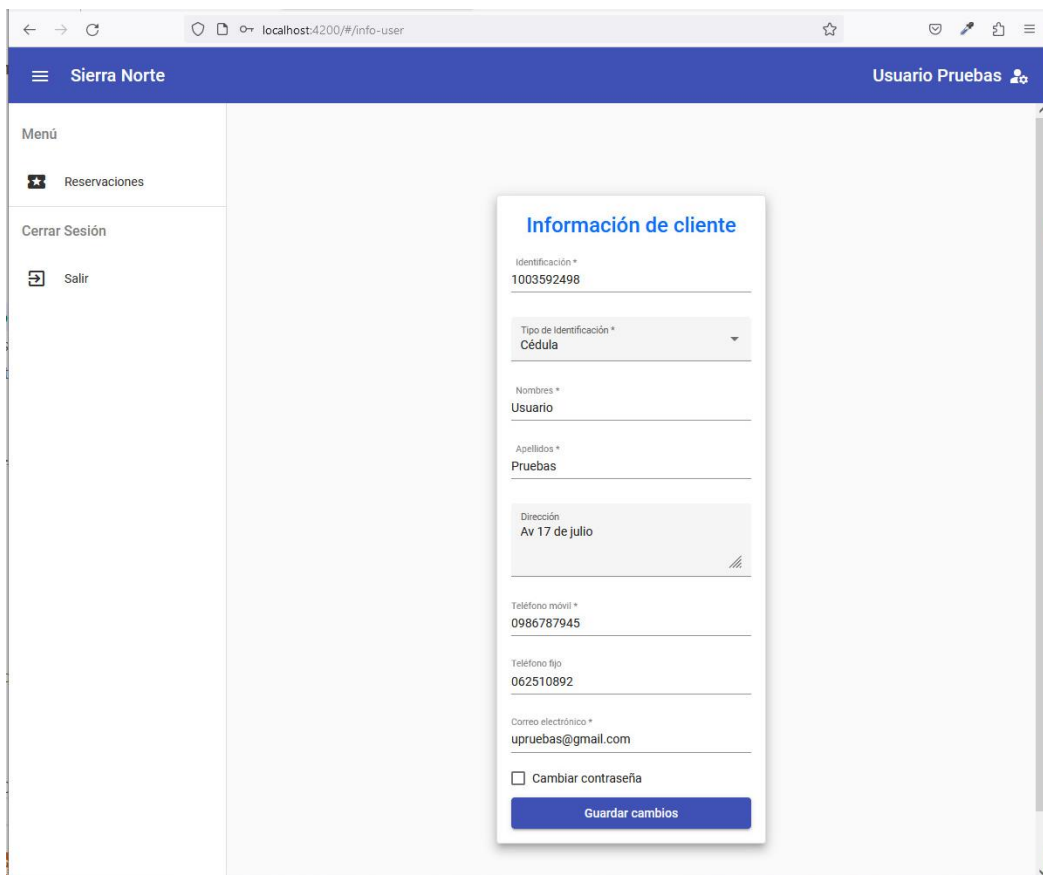 localhost:4200/#/info-user
Sierra Norte
Usuario Pruebas
Menú
Reservaciones
Cerrar Sesión
Salir
Información de cliente
Identificación *
1003592498
Tipo de Identificación *
Cédula
Nombres *
Usuario
Apellidos *
Pruebas
Dirección
Av 17 de julio
Teléfono móvil *
0986787945
Teléfono fijo
062510892
Correo electrónico *
upruebas@gmail.com
Cambiar contraseña
Guardar cambios